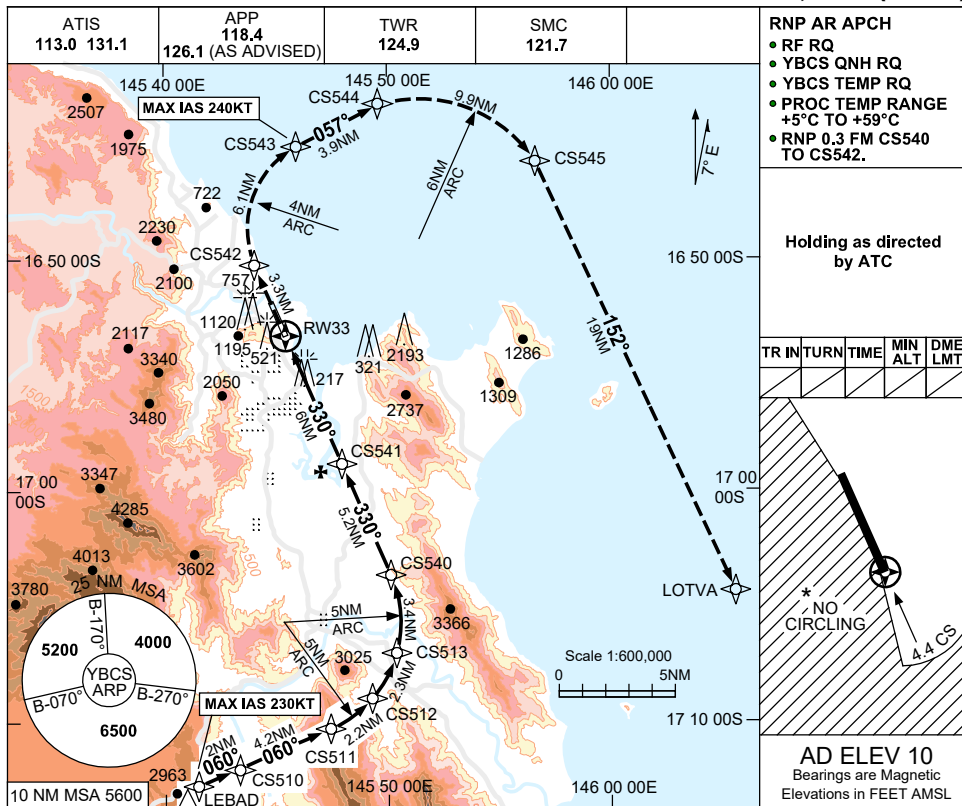 ATIS
113.0 131.1
APP
118.4
126.1 (AS ADVISED)
TWR
124.9
SMC
121.7
RNP AR APCH
• RF RQ
• YBCS QNH RQ
• YBCS TEMP RQ
• PROC TEMP RANGE
+5°C TO +59°C
• RNP 0.3 FM CS540
TO CS542.
Holding as directed
by ATC
TR IN
TURN
TIME
MIN
ALT
DME
LMT
* NO
CIRCLING
4.4 CS
AD ELEV 10
Bearings are Magnetic
Elevations in FEET AMSL
145 40 00E
145 50 00E
146 00 00E
2507
MAX IAS 240KT
CS544
9.9NM
1975
CS543
057°
3.9NM
CS545
7° E
6NM
ARC
6.1NM
4NM
ARC
722
2230
16 50 00S
CS542
16 50 00S
2100
757
3.3NM
1120
RW33
1195
521
2117
321
2193
1286
152°
19NM
3340
217
2050
1309
3480
2737
1500
330°
6NM
CS541
3347
17 00
00S
17 00
00S
4285
330°
5.2NM
3602
1500
4013
CS540
3780
25 NM MSA
LOTVA
3366
3.4NM
5NM
ARC
B-170°
5200
4000
YBCS
ARP
B-070°
B-270°
6500
5NM
ARC
CS513
Scale 1:600,000
0
5NM
3025
2.3NM
MAX IAS 230KT
CS512
17 10 00S
2.2NM
CS511
2NM
4.2NM
060°
060°
CS510
2963
LEBAD
10 NM MSA 5600
145 50 00E
146 00 00E